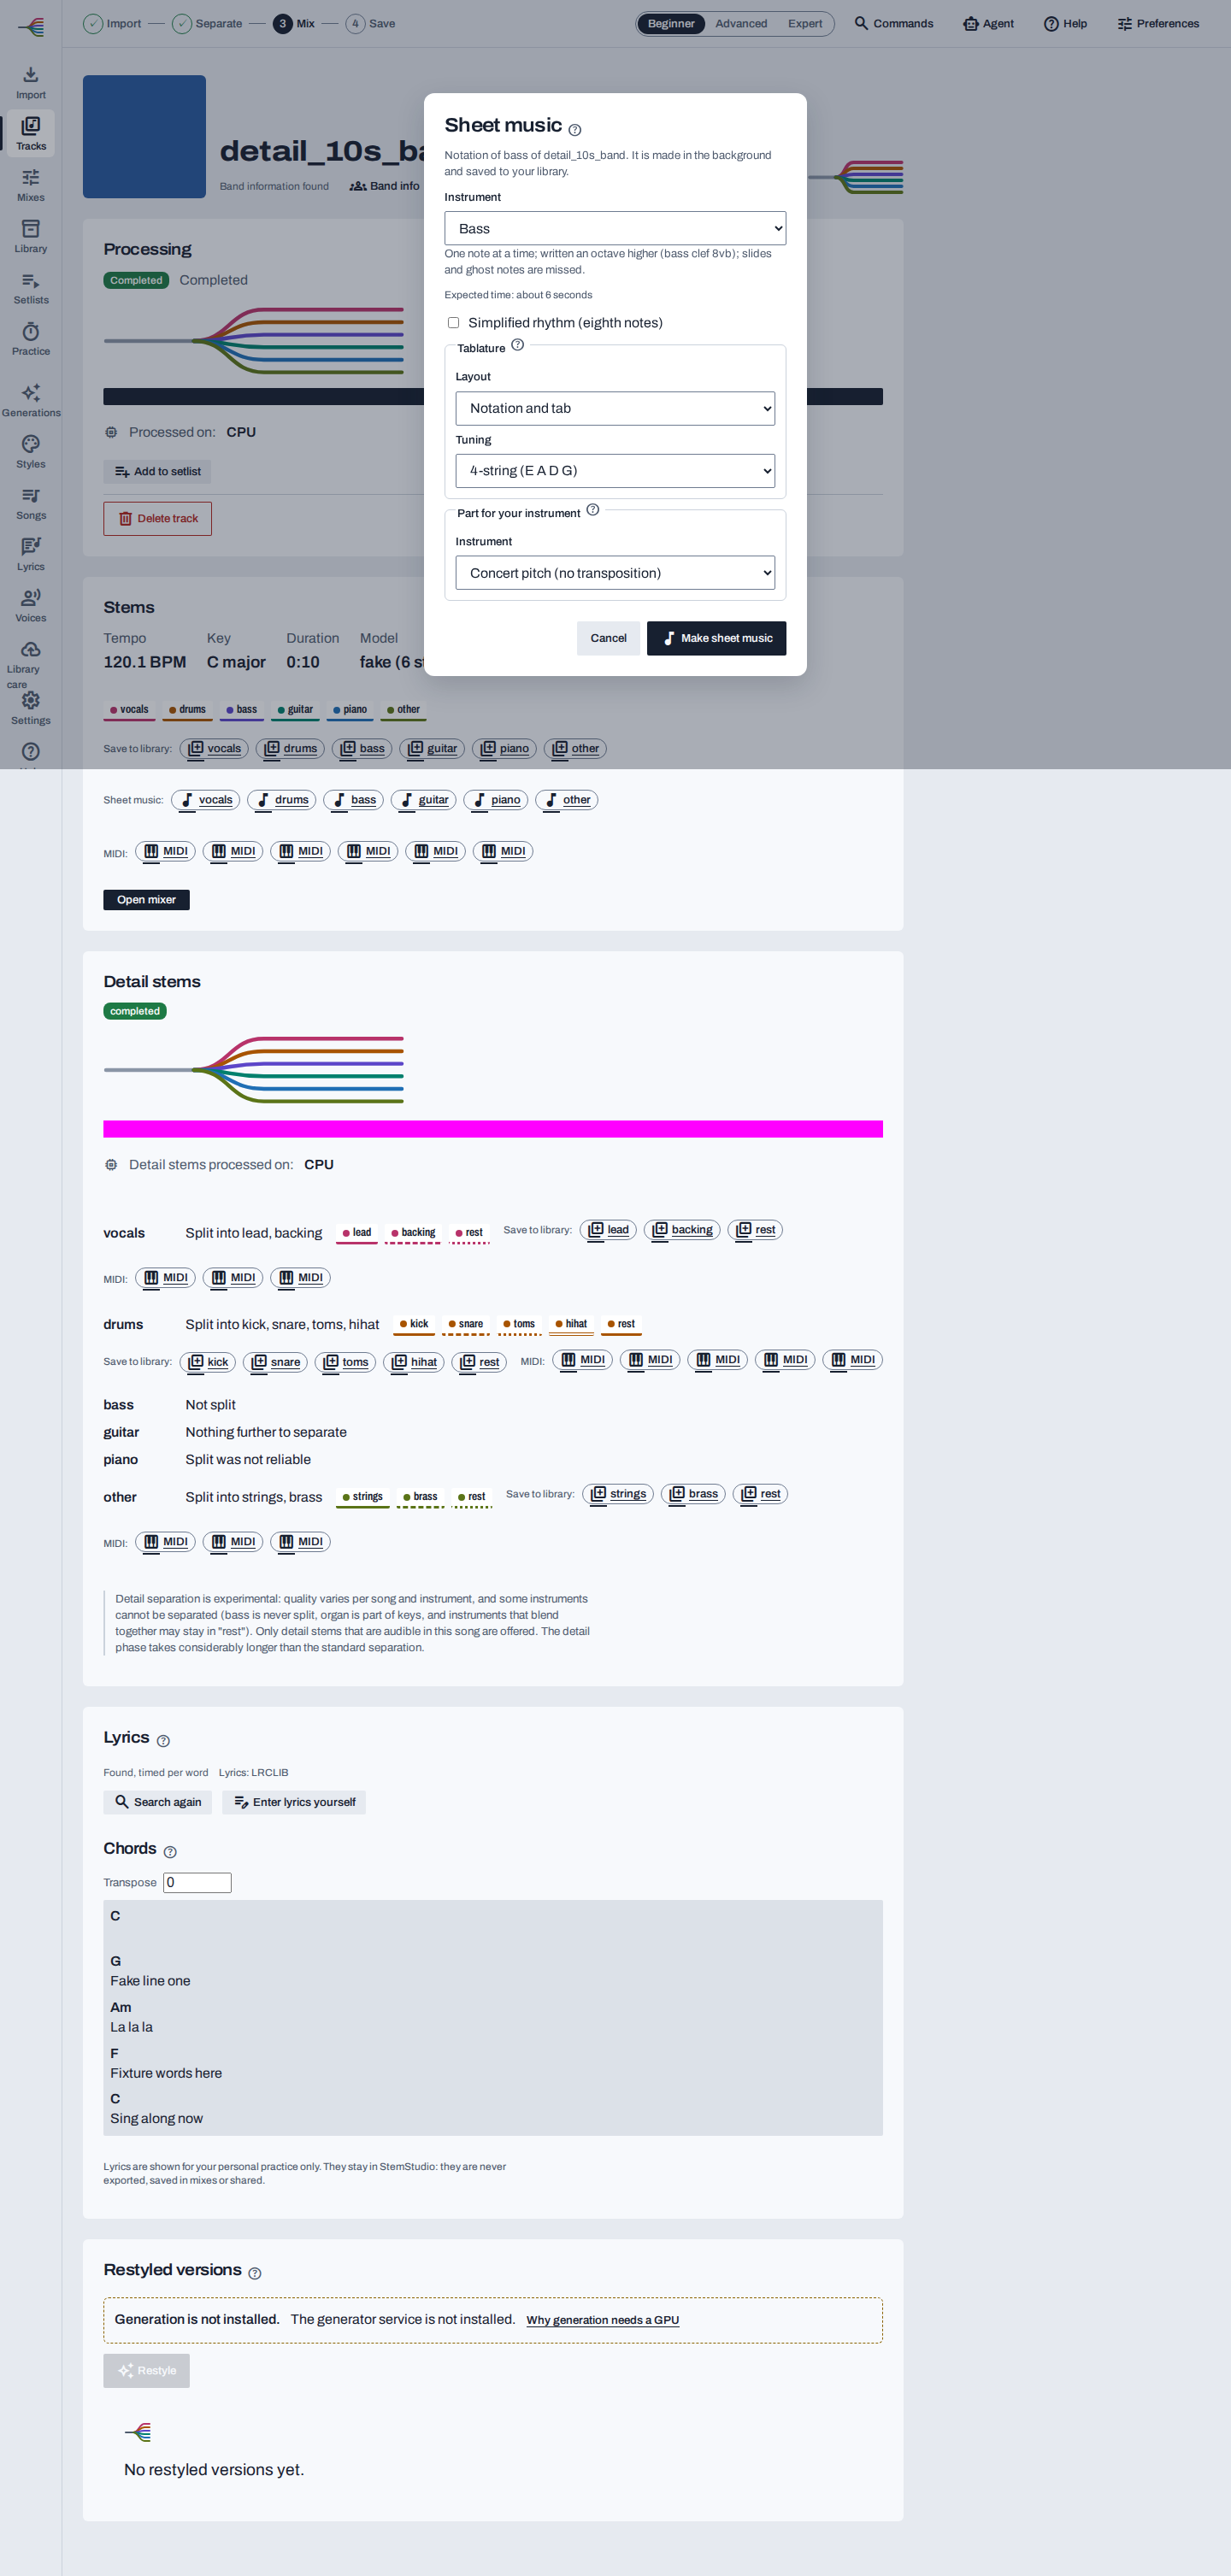 Import
Separate
3
Mix
4
Save
Beginner
Advanced
Expert
Commands
Agent
Help
Preferences
Import
Tracks
Mixes
Library
Setlists
Practice
Generations
Styles
Songs
Lyrics
Voices
Library
care
Settings
detail_10s_ba
Band information found
Band info
Processing
Completed
Completed
Processed on: CPU
Add to setlist
Delete track
Sheet music
Notation of bass of detail_10s_band. It is made in the background
and saved to your library.
Instrument
Bass
One note at a time; written an octave higher (bass clef 8vb); slides
and ghost notes are missed.
Expected time: about 6 seconds
Simplified rhythm (eighth notes)
Tablature
Layout
Notation and tab
Tuning
4-string (E A D G)
Part for your instrument
Instrument
Concert pitch (no transposition)
Cancel
Make sheet music
Stems
Tempo
Key
Duration
Model
120.1 BPM
C major
0:10
fake (6 st
vocals
drums
bass
guitar
piano
other
Save to library: vocals drums bass guitar piano other
Sheet music: vocals drums bass guitar piano other
MIDI: MIDI MIDI MIDI MIDI MIDI MIDI
Open mixer
Detail stems
completed
Detail stems processed on: CPU
vocals Split into lead, backing lead backing rest Save to library: lead backing rest
MIDI: MIDI MIDI MIDI
drums Split into kick, snare, toms, hihat kick snare toms hihat rest
Save to library: kick snare toms hihat rest MIDI: MIDI MIDI MIDI MIDI MIDI
bass Not split
guitar Nothing further to separate
piano Split was not reliable
other Split into strings, brass strings brass rest Save to library: strings brass rest
MIDI: MIDI MIDI MIDI
Detail separation is experimental: quality varies per song and instrument, and some instruments
cannot be separated (bass is never split, organ is part of keys, and instruments that blend
together may stay in "rest"). Only detail stems that are audible in this song are offered. The detail
phase takes considerably longer than the standard separation.
Lyrics
Found, timed per word Lyrics: LRCLIB
Search again
Enter lyrics yourself
Chords
Transpose 0
C
G
Fake line one
Am
La la la
F
Fixture words here
C
Sing along now
Lyrics are shown for your personal practice only. They stay in StemStudio: they are never
exported, saved in mixes or shared.
Restyled versions
Generation is not installed. The generator service is not installed. Why generation needs a GPU
Restyle
No restyled versions yet.